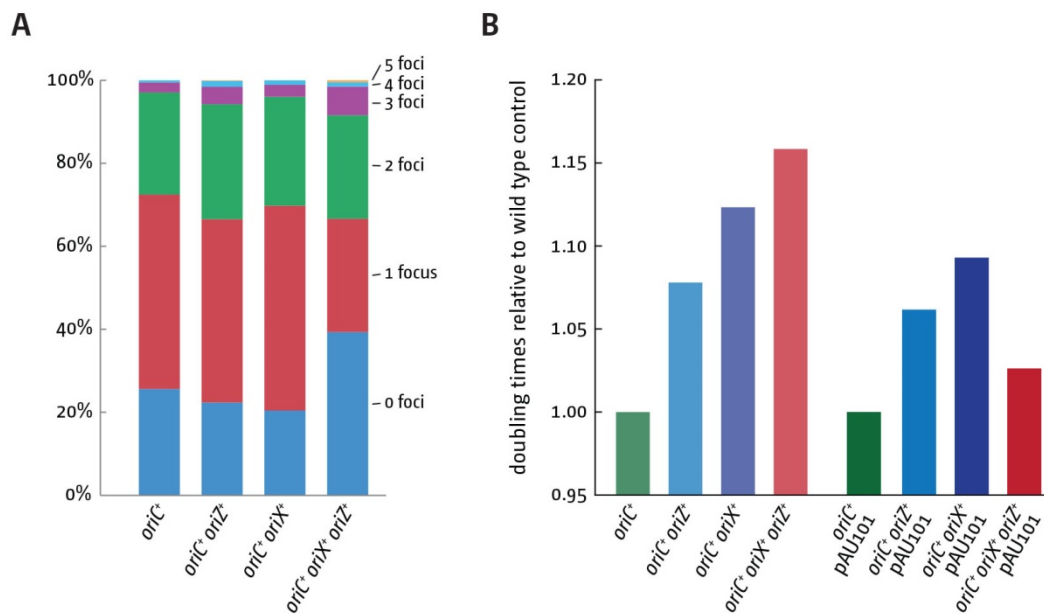 A
100%
80%
60%
40%
20%
0%
5 foci
4 foci
3 foci
2 foci
1 focus
0 foci
oriC⁺
oriC⁺ oriZ⁺
oriC⁺ oriX⁺
oriC⁺ oriX⁺ oriZ⁺
B
doubling times relative to wild type control
1.20
1.15
1.10
1.05
1.00
0.95
oriC⁺
oriC⁺ oriZ⁺
oriC⁺ oriX⁺
oriC⁺ oriX⁺ oriZ⁺
oriC⁺
pAU101
oriC⁺ oriZ⁺
pAU101
oriC⁺ oriX⁺
pAU101
oriC⁺ oriX⁺ oriZ⁺
pAU101